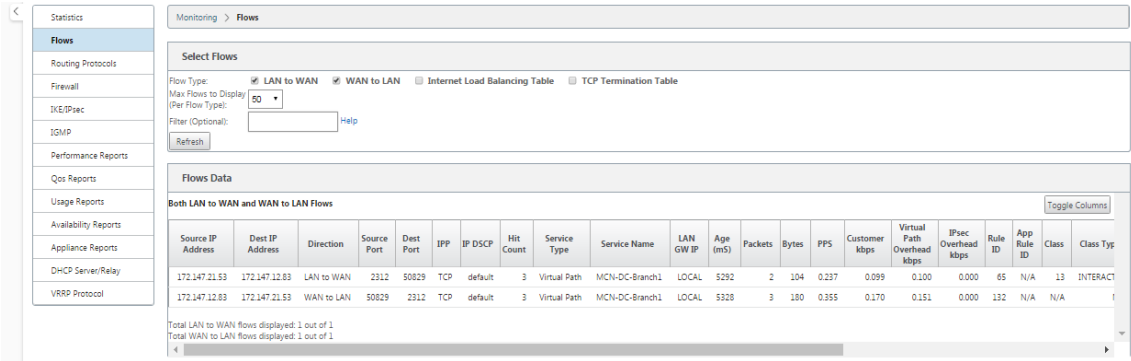 Statistics
Flows
Routing Protocols
Firewall
IKE/IPsec
IGMP
Performance Reports
Qos Reports
Usage Reports
Availability Reports
Appliance Reports
DHCP Server/Relay
VRRP Protocol
Monitoring > Flows
Select Flows
Flow Type: LAN to WAN WAN to LAN Internet Load Balancing Table TCP Termination Table
Max Flows to Display
(Per Flow Type): 50
Filter (Optional): Help
Refresh
Flows Data
Both LAN to WAN and WAN to LAN Flows Toggle Columns
Source IP Address Dest IP Address Direction Source Port Dest Port IPP IP DSCP Hit Count Service Type Service Name LAN GW IP Age (mS) Packets Bytes PPS Customer kbps Virtual Path Overhead kbps IPsec Overhead kbps Rule ID App Rule ID Class Class Typ
172.147.21.53 172.147.12.83 LAN to WAN 2312 50829 TCP default 3 Virtual Path MCN-DC-Branch1 LOCAL 5292 2 104 0.237 0.099 0.100 0.000 65 N/A 13 INTERACT
172.147.12.83 172.147.21.53 WAN to LAN 50829 2312 TCP default 3 Virtual Path MCN-DC-Branch1 LOCAL 5328 3 180 0.355 0.170 0.151 0.000 132 N/A N/A
Total LAN to WAN flows displayed: 1 out of 1
Total WAN to LAN flows displayed: 1 out of 1